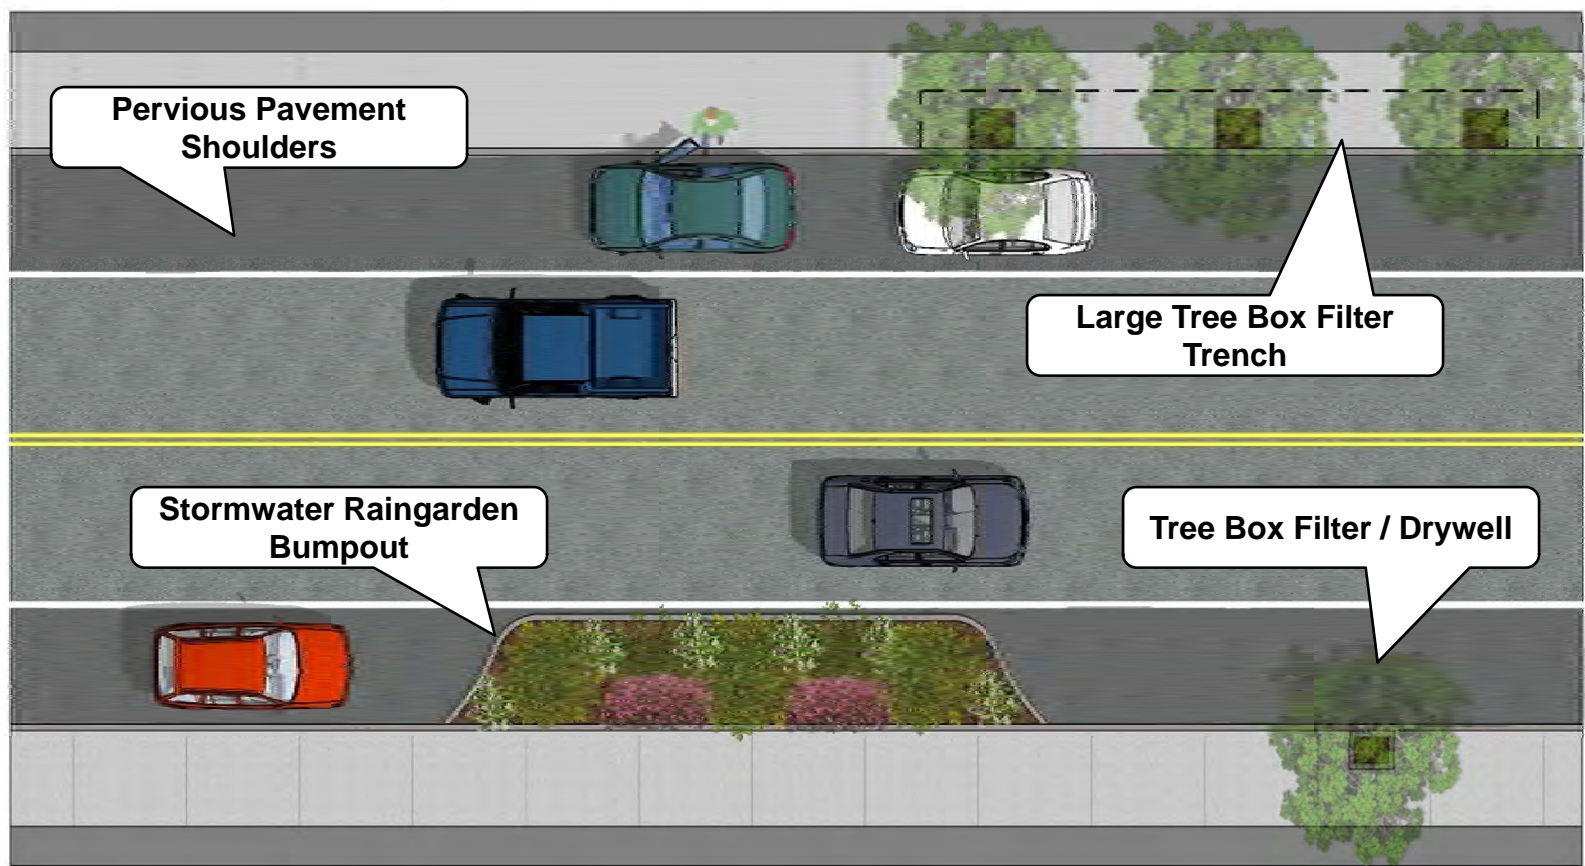 Pervious Pavement
Shoulders
Large Tree Box Filter
Trench
Stormwater Raingarden
Bumpout
Tree Box Filter / Drywell